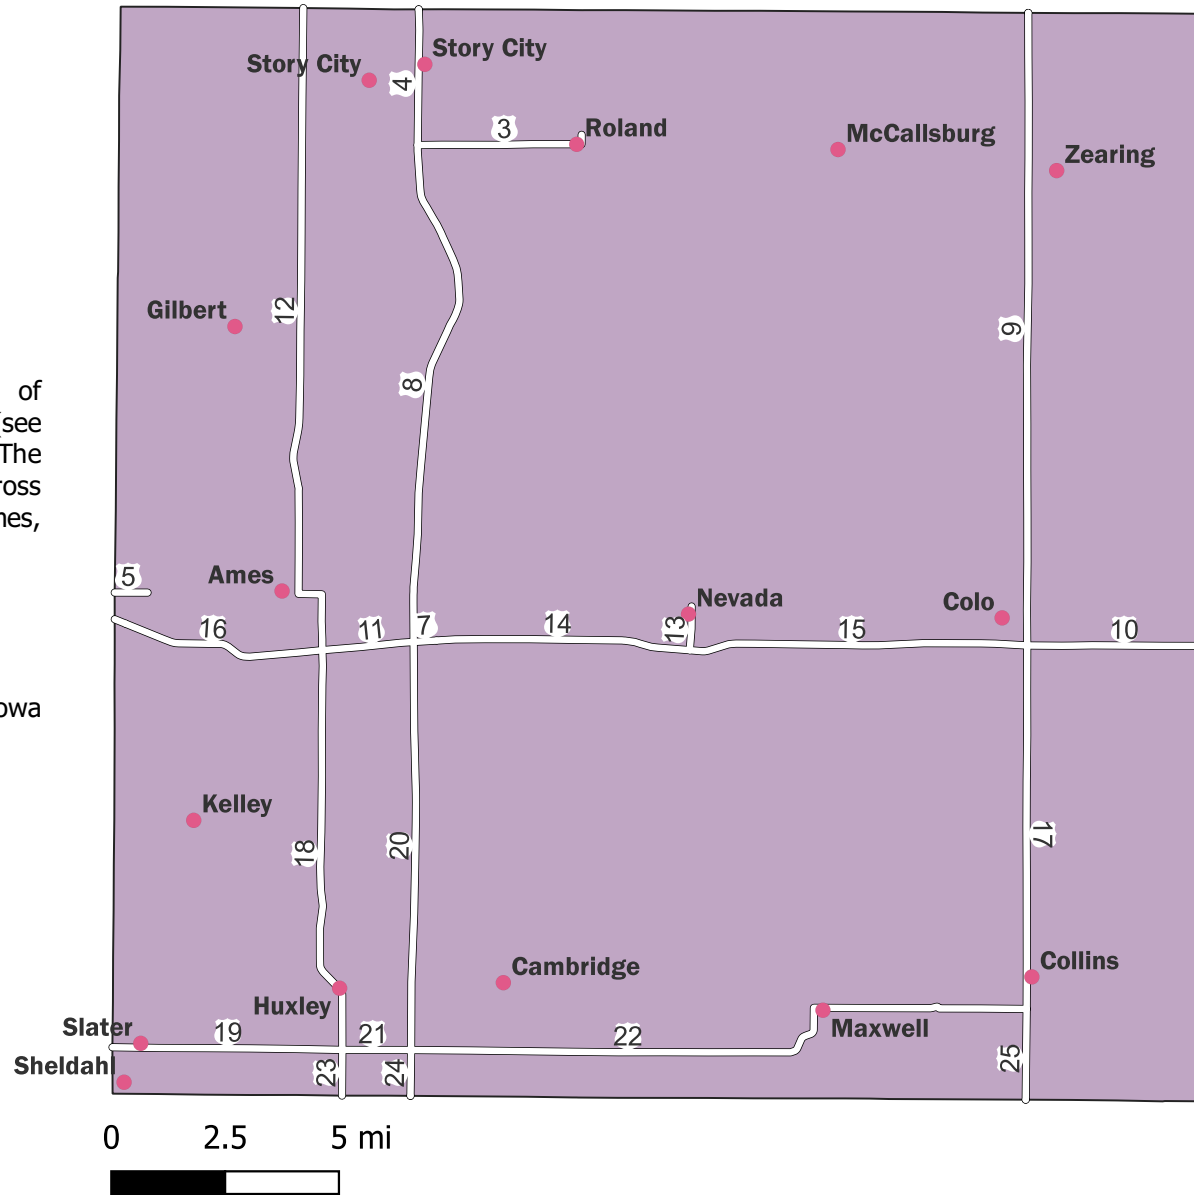 Story City
Story City
4
3
Roland
McCallsburg
Zearing
Gilbert
12
9
8
of
(see
The
ross
nes,
5
Ames
Nevada
Colo
16
11
7
14
13
15
10
owa
Kelley
18
20
17
Cambridge
Collins
Huxley
Slater
19
21
22
Maxwell
Sheldahl
23
24
25
0 2.5 5 mi